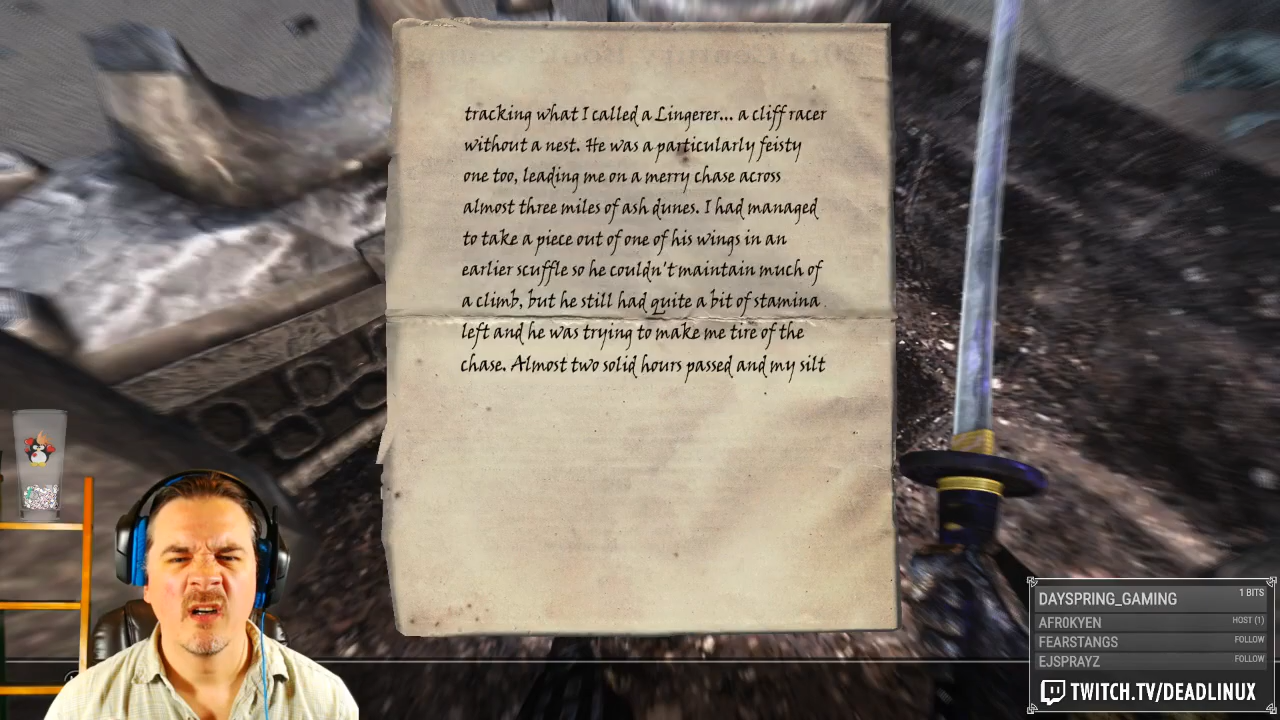 tracking what I called a Lingerer... a cliff racer
without a nest. He was a particularly feisty
one too, leading me on a merry chase across
almost three miles of ash dunes. I had managed
to take a piece out of one of his wings in an
earlier scuffle so he couldn't maintain much of
a climb, but he still had quite a bit of stamina
left and he was trying to make me tire of the
chase. Almost two solid hours passed and my silt
DAYSPRING_GAMING 1 BITS
AFR0KYEN HOST (1)
FEARSTANGS FOLLOW
EJSPRAYZ FOLLOW
TWITCH.TV/DEADLINUX